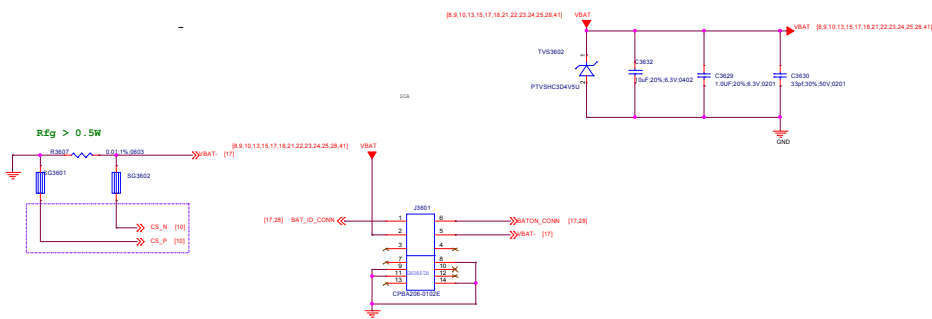 [8,9,10,13,15,17,18,21,22,23,24,25,28,41] VBAT
VBAT [8,9,10,13,15,17,18,21,22,23,24,25,28,41]
TVS3602
1
2
PTVSHC3D4V5U
C3632
10uF;20%;6.3V;0402
C3629
1.0UF;20%;6.3V;0201
C3630
33pf;30%;50V;0201
GND
Rfg > 0.5W
R3607 0.01;1%;0603
VBAT- [17]
SG3601
SG3602
CS_N [10]
CS_P [10]
[8,9,10,13,15,17,18,21,22,23,24,25,28,41] VBAT
J3601
[17,28] BAT_ID_CONN 1 6 BATON_CONN [17,28]
2 5 VBAT- [17]
3 4
7 8
9 10
11 12
13 14
CPBA206-0102E